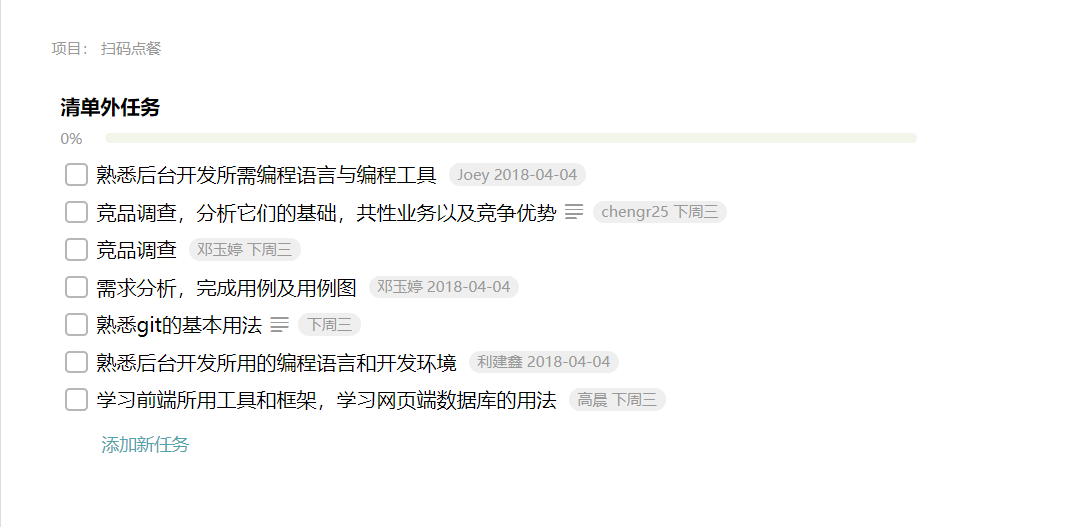 项目： 扫码点餐
清单外任务
0%
熟悉后台开发所需编程语言与编程工具 Joey 2018-04-04
竞品调查，分析它们的基础，共性业务以及竞争优势 chengr25 下周三
竞品调查 邓玉婷 下周三
需求分析，完成用例及用例图 邓玉婷 2018-04-04
熟悉git的基本用法 下周三
熟悉后台开发所用的编程语言和开发环境 利建鑫 2018-04-04
学习前端所用工具和框架，学习网页端数据库的用法 高晨 下周三
添加新任务